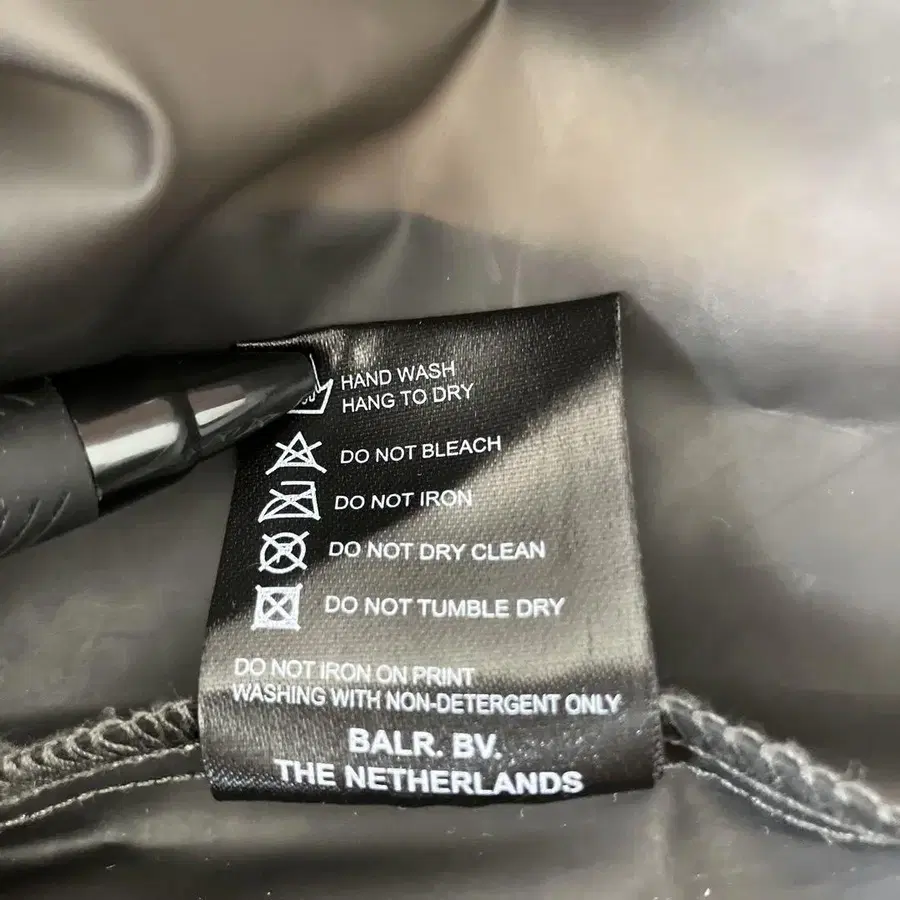 HAND WASH
HANG TO DRY
DO NOT BLEACH
DO NOT IRON
DO NOT DRY CLEAN
DO NOT TUMBLE DRY
DO NOT IRON ON PRINT
WASHING WITH NON-DETERGENT ONLY
BALR. BV.
THE NETHERLANDS